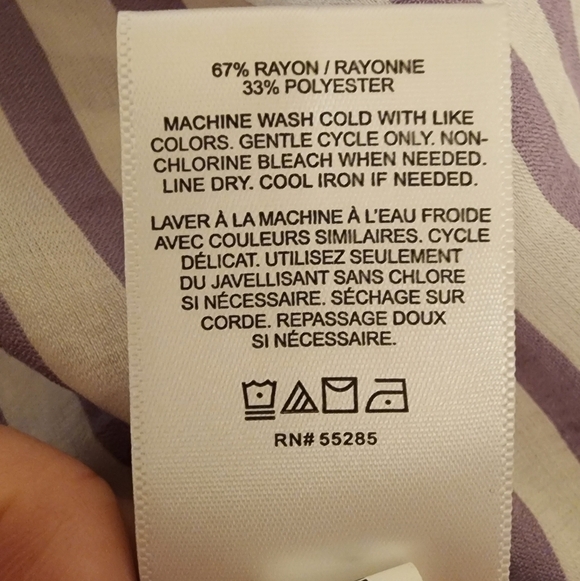 67% RAYON / RAYONNE
33% POLYESTER
MACHINE WASH COLD WITH LIKE
COLORS. GENTLE CYCLE ONLY. NON-
CHLORINE BLEACH WHEN NEEDED.
LINE DRY. COOL IRON IF NEEDED.
LAVER À LA MACHINE À L'EAU FROIDE
AVEC COULEURS SIMILAIRES. CYCLE
DÉLICAT. UTILISEZ SEULEMENT
DU JAVELLISANT SANS CHLORE
SI NÉCESSAIRE. SÉCHAGE SUR
CORDE. REPASSAGE DOUX
SI NÉCESSAIRE.
RN# 55285